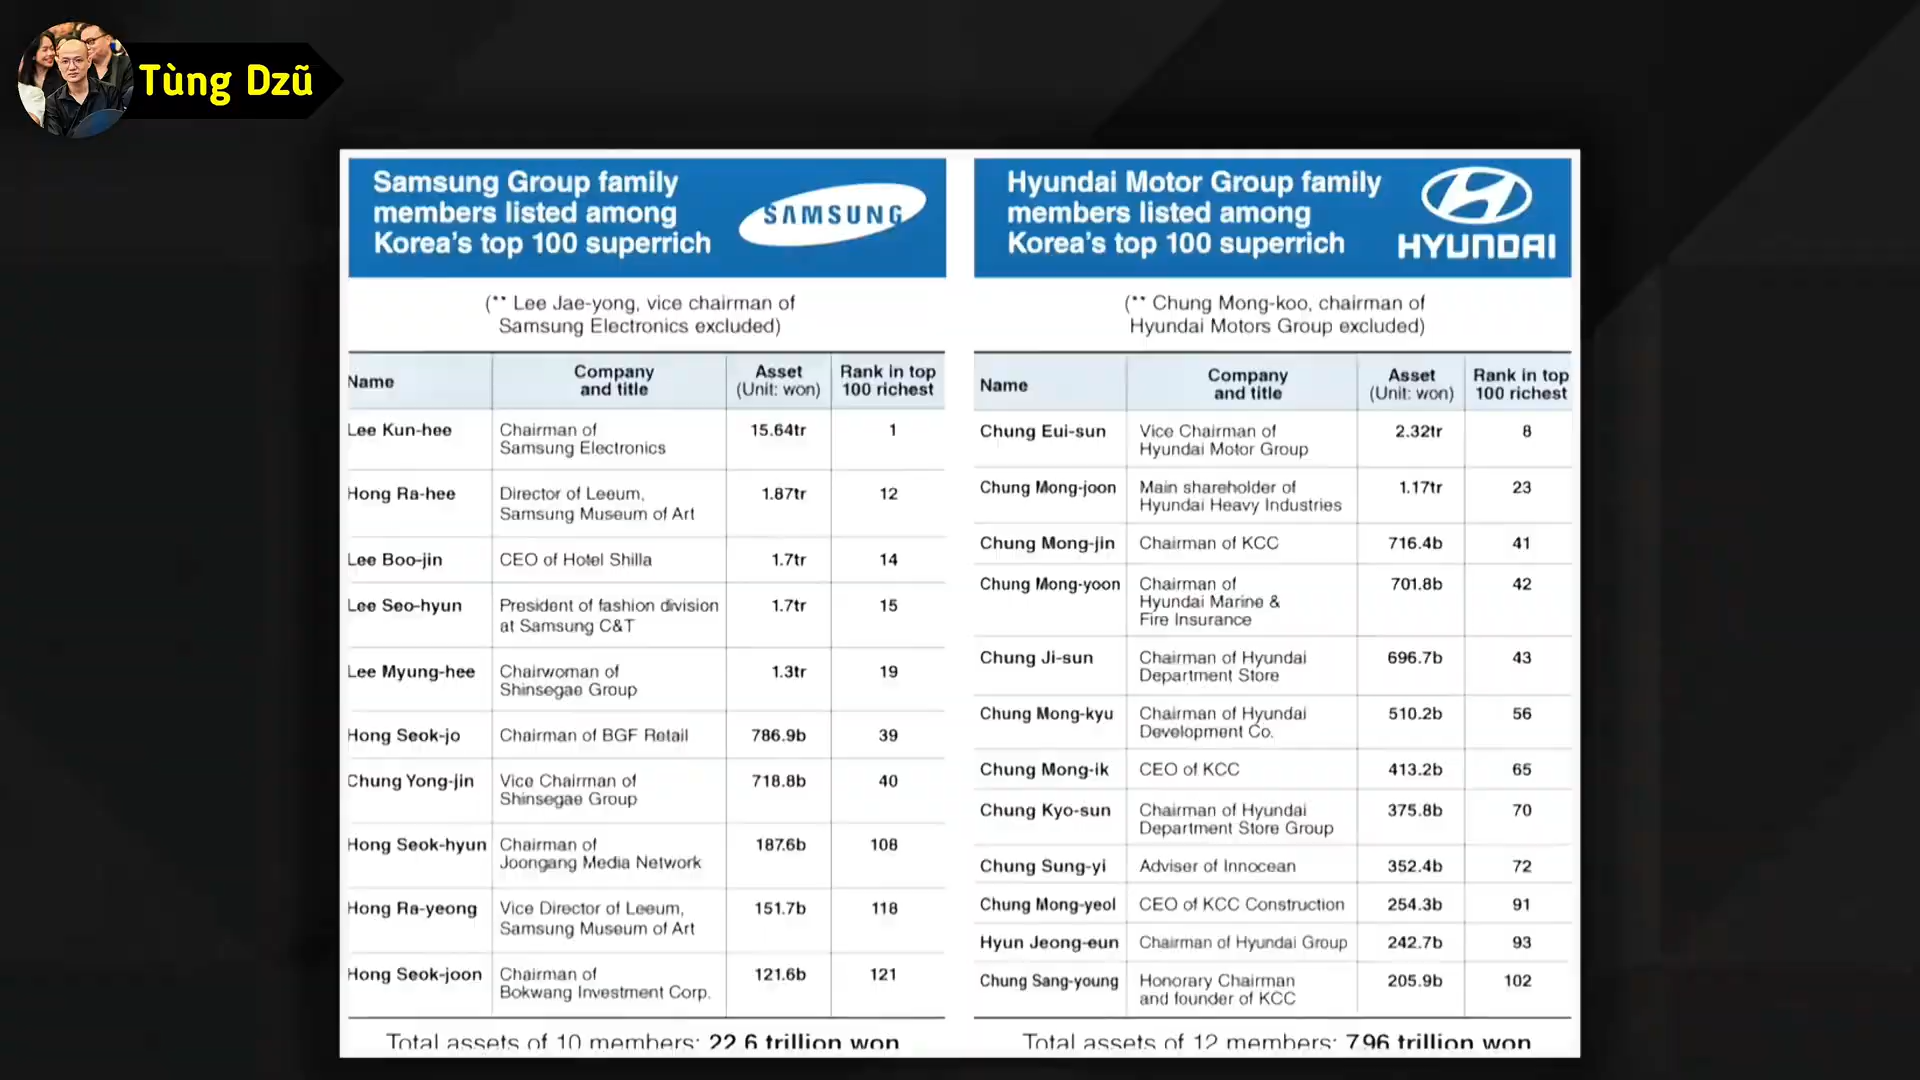 Tùng Dzũ
Samsung Group family
members listed among
Korea's top 100 superrich
SAMSUNG
(** Lee Jae-yong, vice chairman of
Samsung Electronics excluded)
Name Company and title Asset (Unit: won) Rank in top 100 richest
Lee Kun-hee Chairman of 15.64tr 1
Samsung Electronics
Hong Ra-hee Director of Leeum, 1.87tr 12
Samsung Museum of Art
Lee Boo-jin CEO of Hotel Shilla 1.7tr 14
Lee Seo-hyun President of fashion division 1.7tr 15
at Samsung C&T
Lee Myung-hee Chairwoman of 1.3tr 19
Shinsegae Group
Hong Seok-jo Chairman of BGF Retail 786.9b 39
Chung Yong-jin Vice Chairman of 718.8b 40
Shinsegae Group
Hong Seok-hyun Chairman of 187.6b 108
Joongang Media Network
Hong Ra-yeong Vice Director of Leeum, 151.7b 118
Samsung Museum of Art
Hong Seok-joon Chairman of 121.6b 121
Bokwang Investment Corp.
Total assets of 10 members: 22.6 trillion won
Hyundai Motor Group family
members listed among
Korea's top 100 superrich
HYUNDAI
(** Chung Mong-koo, chairman of
Hyundai Motors Group excluded)
Name Company and title Asset (Unit: won) Rank in top 100 richest
Chung Eui-sun Vice Chairman of 2.32tr 8
Hyundai Motor Group
Chung Mong-joon Main shareholder of 1.17tr 23
Hyundai Heavy Industries
Chung Mong-jin Chairman of KCC 716.4b 41
Chung Mong-yoon Chairman of 701.8b 42
Hyundai Marine &
Fire Insurance
Chung Ji-sun Chairman of Hyundai 696.7b 43
Department Store
Chung Mong-kyu Chairman of Hyundai 510.2b 56
Development Co.
Chung Mong-ik CEO of KCC 413.2b 65
Chung Kyo-sun Chairman of Hyundai 375.8b 70
Department Store Group
Chung Sung-yi Adviser of Innocean 352.4b 72
Chung Mong-yeol CEO of KCC Construction 254.3b 91
Hyun Jeong-eun Chairman of Hyundai Group 242.7b 93
Chung Sang-young Honorary Chairman 205.9b 102
and founder of KCC
Total assets of 12 members: 7.96 trillion won